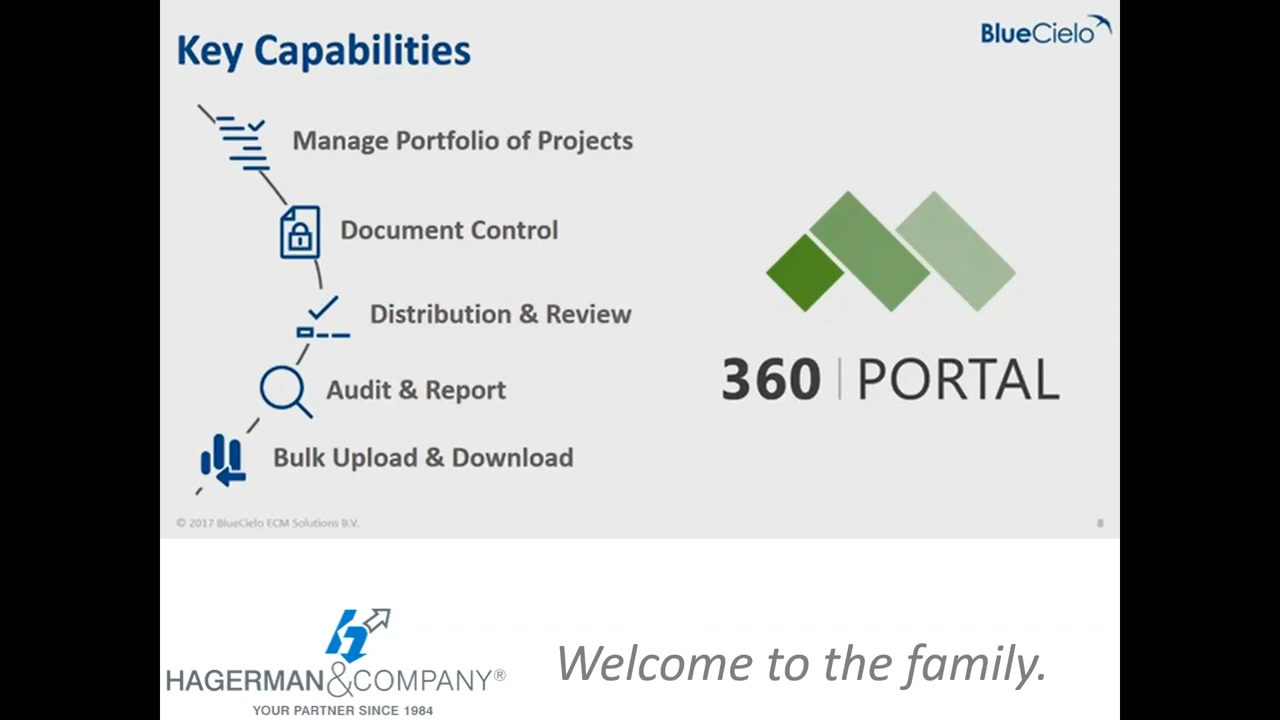 Key Capabilities
BlueCielo
Manage Portfolio of Projects
Document Control
Distribution & Review
Audit & Report
Bulk Upload & Download
360 | PORTAL
© 2017 BlueCielo ECM Solutions B.V.
8
HAGERMAN&COMPANY®
YOUR PARTNER SINCE 1984
Welcome to the family.